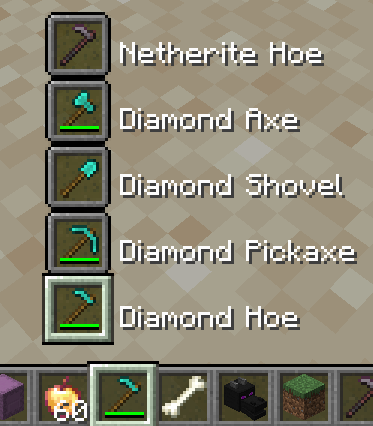 Netherite Hoe
Diamond Axe
Diamond Shovel
Diamond Pickaxe
Diamond Hoe
60